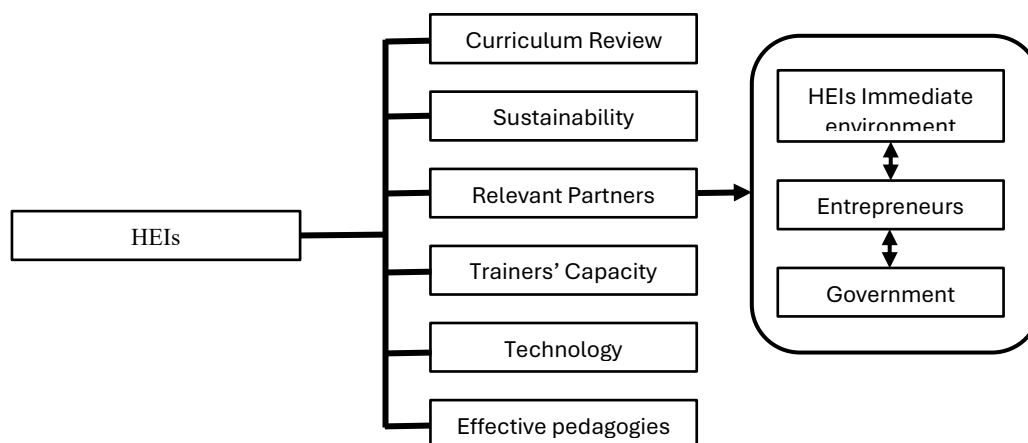 HEIs
Curriculum Review
Sustainability
Relevant Partners
Trainers’ Capacity
Technology
Effective pedagogies
HEIs Immediate
environment
Entrepreneurs
Government